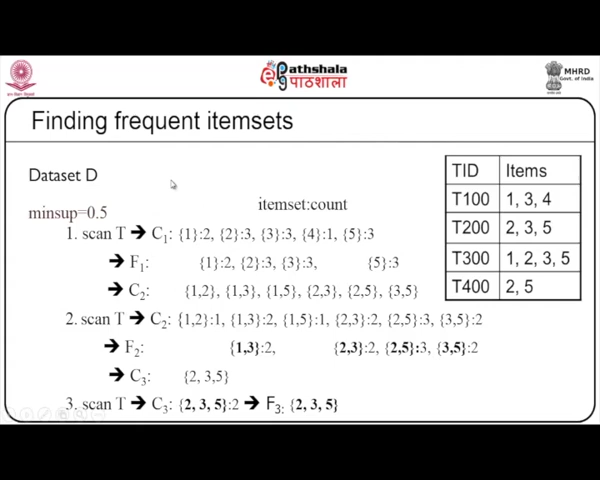 Pathshala
पाठशाला
MHRD
Govt. of India
Finding frequent itemsets
Dataset D
minsup=0.5
itemset:count
1. scan T ➔ C1: {1}:2, {2}:3, {3}:3, {4}:1, {5}:3
➔ F1: {1}:2, {2}:3, {3}:3, {5}:3
➔ C2: {1,2}, {1,3}, {1,5}, {2,3}, {2,5}, {3,5}
2. scan T ➔ C2: {1,2}:1, {1,3}:2, {1,5}:1, {2,3}:2, {2,5}:3, {3,5}:2
➔ F2: {1,3}:2, {2,3}:2, {2,5}:3, {3,5}:2
➔ C3: {2, 3,5}
3. scan T ➔ C3: {2, 3, 5}:2 ➔ F3: {2, 3, 5}
TID Items
T100 1, 3, 4
T200 2, 3, 5
T300 1, 2, 3, 5
T400 2, 5